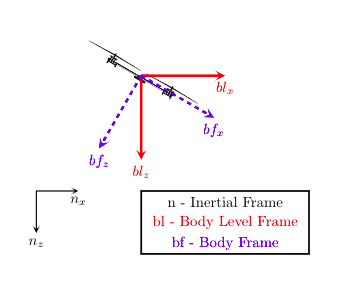 bl_x
bf_x
bf_z
bl_z
n_x
n_z
n - Inertial Frame
bl - Body Level Frame
bf - Body Frame